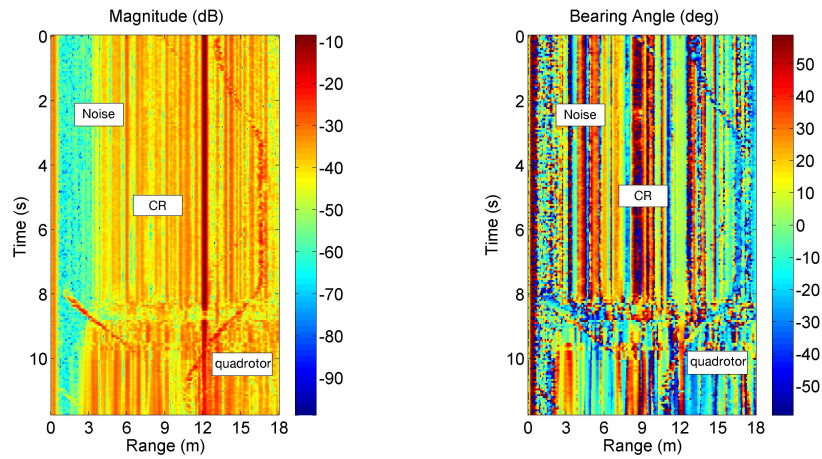 Magnitude (dB)
0
2
4
6
8
10
Time (s)
0 3 6 9 12 15 18
Range (m)
Noise
CR
quadrotor
-10
-20
-30
-40
-50
-60
-70
-80
-90
Bearing Angle (deg)
0
2
4
6
8
10
Time (s)
0 3 6 9 12 15 18
Range (m)
Noise
CR
quadrotor
50
40
30
20
10
0
-10
-20
-30
-40
-50